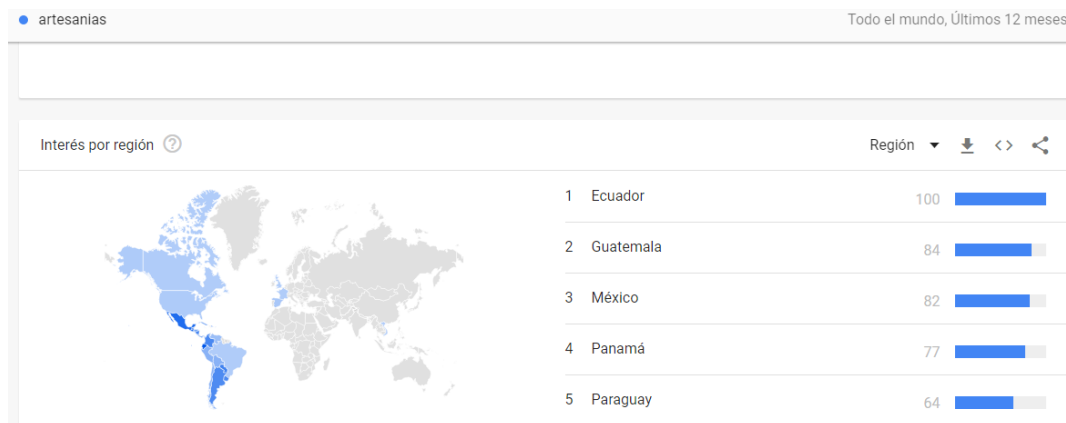 artesanias
Todo el mundo, Últimos 12 meses
Interés por región ?
Región
1 Ecuador 100
2 Guatemala 84
3 México 82
4 Panamá 77
5 Paraguay 64